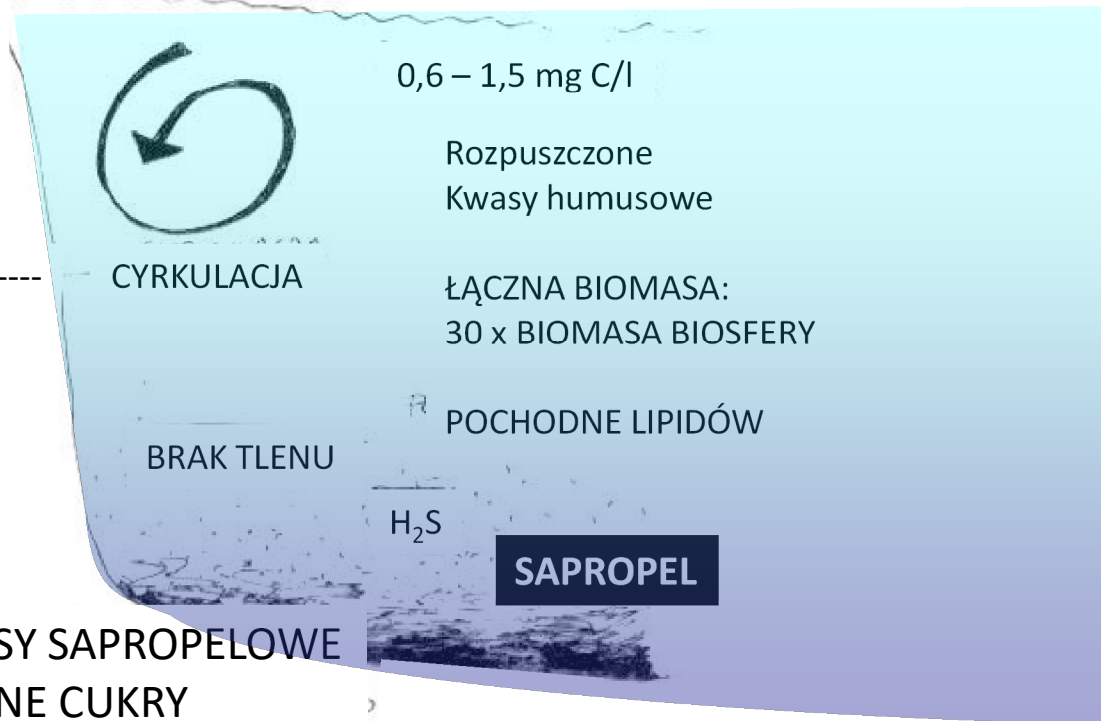 0,6 – 1,5 mg C/l
Rozpuszczone
Kwasy humusowe
---- CYRKULACJA
ŁĄCZNA BIOMASA:
30 x BIOMASA BIOSFERY
POCHODNE LIPIDÓW
BRAK TLENU
H₂S
SAPROPEL
SY SAPROPELOWE
NE CUKRY